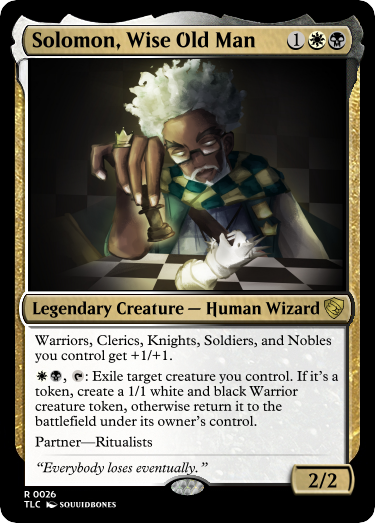 Solomon, Wise Old Man 1
Legendary Creature — Human Wizard
Warriors, Clerics, Knights, Soldiers, and Nobles
you control get +1/+1.
, : Exile target creature you control. If it's a
token, create a 1/1 white and black Warrior
creature token, otherwise return it to the
battlefield under its owner's control.
Partner—Ritualists
"Everybody loses eventually."
2/2
R 0026
TLC SQUIDBONES